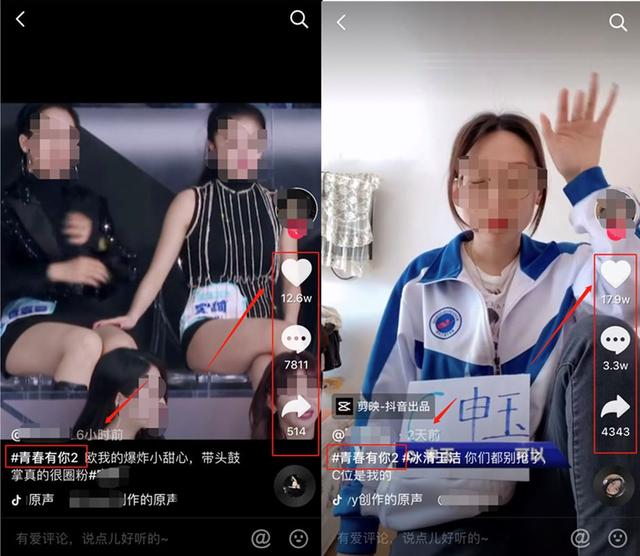 12.6w
7811
514
@
6小时前
#青春有你2 欧我的爆炸小甜心，带头鼓
掌真的很圈粉#
原声
创作的原声
有爱评论，说点儿好听的~
@
17.9w
3.3w
4343
申玉
剪映-抖音出品
@
2天前
#青春有你2 #冰清玉洁 你们都别抢了
C位是我的
y创作的原声
有爱评论，说点儿好听的~
@